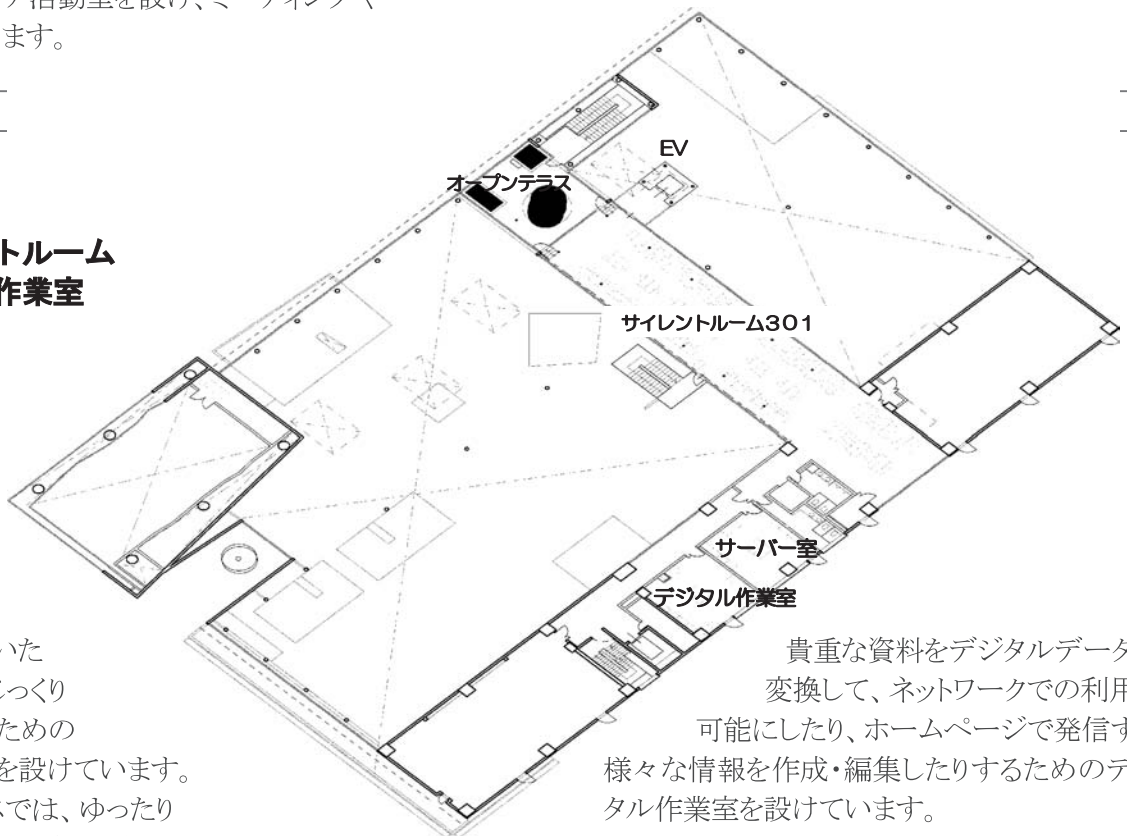 ア活動室を設け、ミーティングや
ます。
EV
オープンテラス
トルーム
作業室
サイレントルーム301
サーバー室
デジタル作業室
いた
じっくり
ための
を設けています。
では、ゆったり
貴重な資料をデジタルデータ
変換して、ネットワークでの利用
可能にしたり、ホームページで発信す
様々な情報を作成・編集したりするためのデ
タル作業室を設けています。